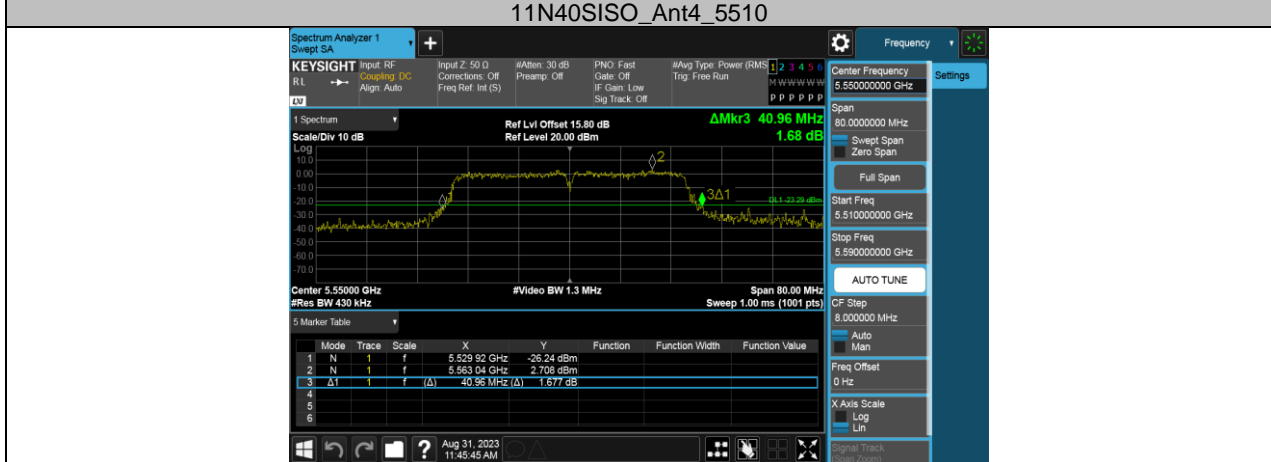 11N40SISO_Ant4_5510
Spectrum Analyzer 1
Swept SA
Frequency
KEYSIGHT Input: RF Input Z: 50 Ω #Atten: 30 dB PNO: Fast #Avg Type: Power (RMS 1 2 3 4 5 6
RL Coupling: DC Corrections: Off Preamp: Off Gate: Off Trig: Free Run M W W W W W
Align: Auto Freq Ref: Int (S) IF Gain: Low P P P P P P
Sig Track: Off
LXI
1 Spectrum
Scale/Div 10 dB
Ref Lvl Offset 15.80 dB
Ref Level 20.00 dBm
ΔMkr3 40.96 MHz
1.68 dB
Log
10.0
0.00
-10.0
-20.0
-30.0
-40.0
-50.0
-60.0
-70.0
2
3Δ1
DL1 -23.29 dBm
Center 5.55000 GHz #Video BW 1.3 MHz Span 80.00 MHz
#Res BW 430 kHz Sweep 1.00 ms (1001 pts)
5 Marker Table
Mode Trace Scale X Y Function Function Width Function Value
1 N 1 f 5.529 92 GHz -26.24 dBm
2 N 1 f 5.563 04 GHz 2.708 dBm
3 Δ1 1 f (Δ) 40.96 MHz (Δ) 1.677 dB
4
5
6
Aug 31, 2023
11:45:45 AM
Center Frequency
5.550000000 GHz
Settings
Span
80.0000000 MHz
Swept Span
Zero Span
Full Span
Start Freq
5.510000000 GHz
Stop Freq
5.590000000 GHz
AUTO TUNE
CF Step
8.000000 MHz
Auto
Man
Freq Offset
0 Hz
X Axis Scale
Log
Lin
Signal Track
(Span Zoom)